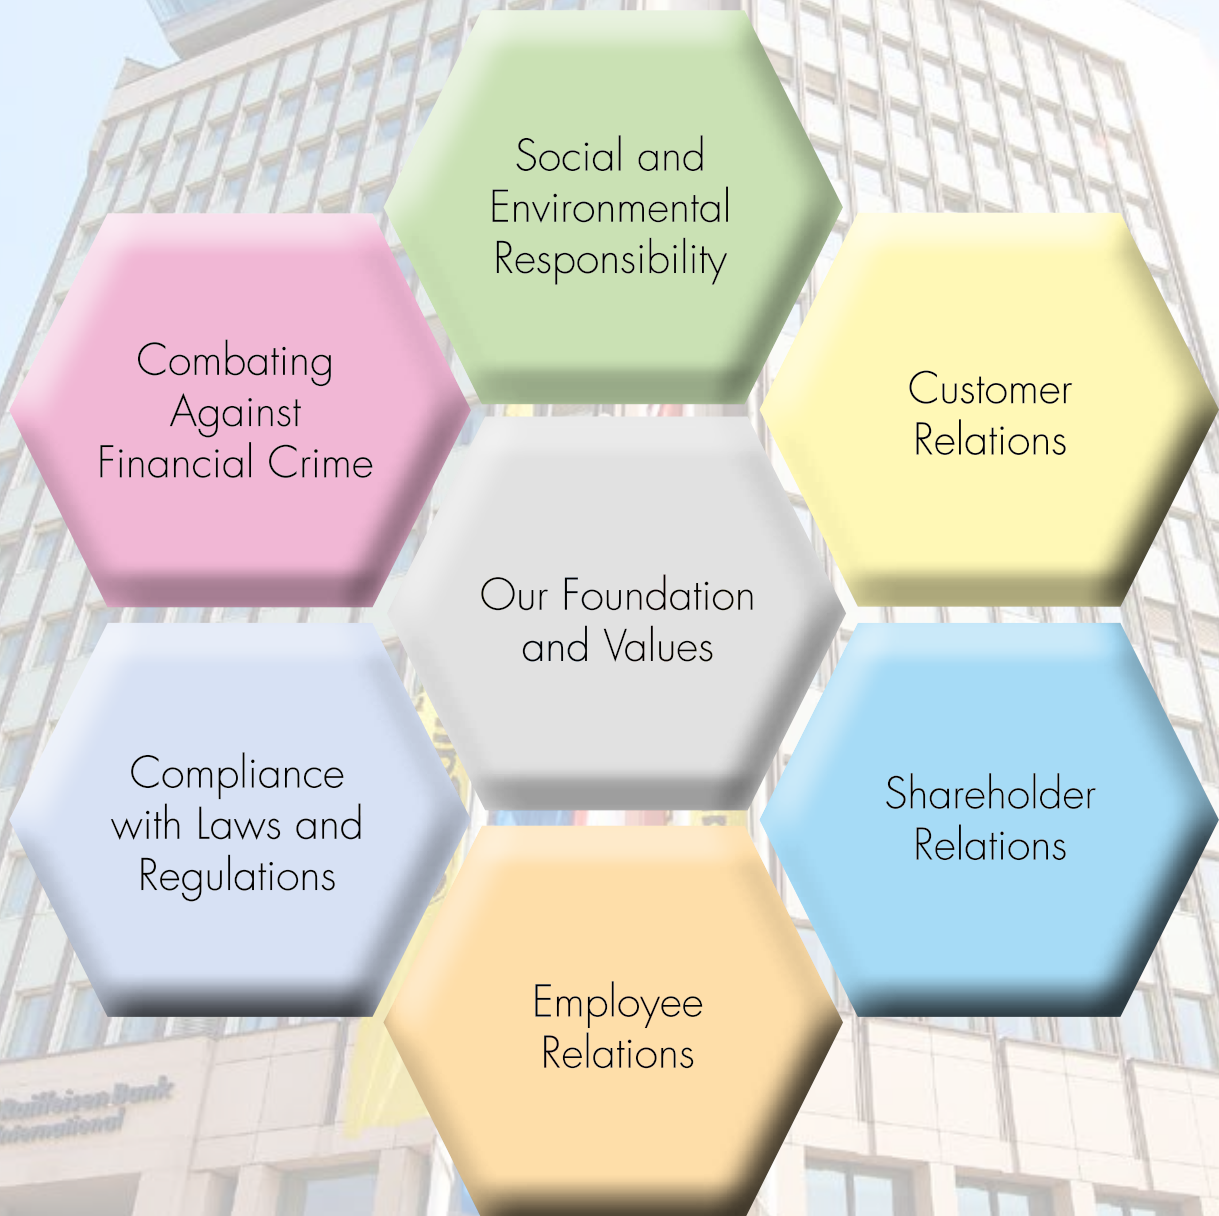 Social and
Environmental
Responsibility
Combating
Against
Financial Crime
Customer
Relations
Our Foundation
and Values
Compliance
with Laws and
Regulations
Shareholder
Relations
Employee
Relations
Raiffeisen Bank
International